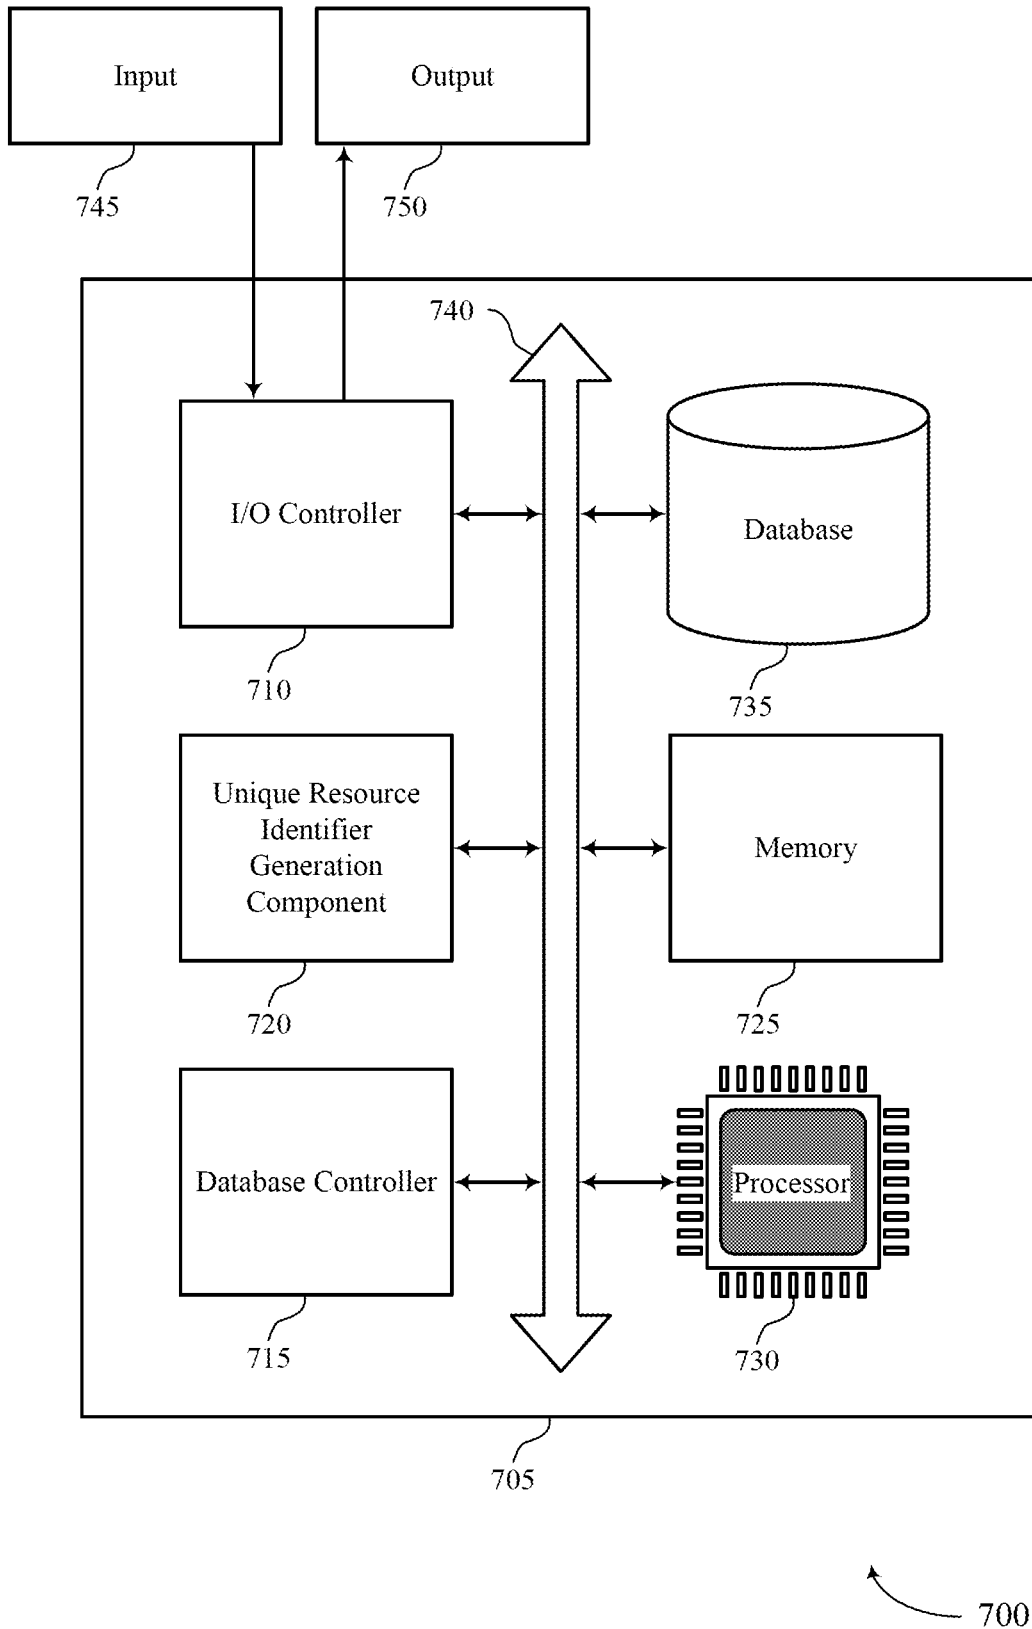 Input
Output
745
750
740
I/O Controller
Database
710
735
Unique Resource
Identifier
Generation
Component
Memory
720
725
Database Controller
Processor
715
730
705
700